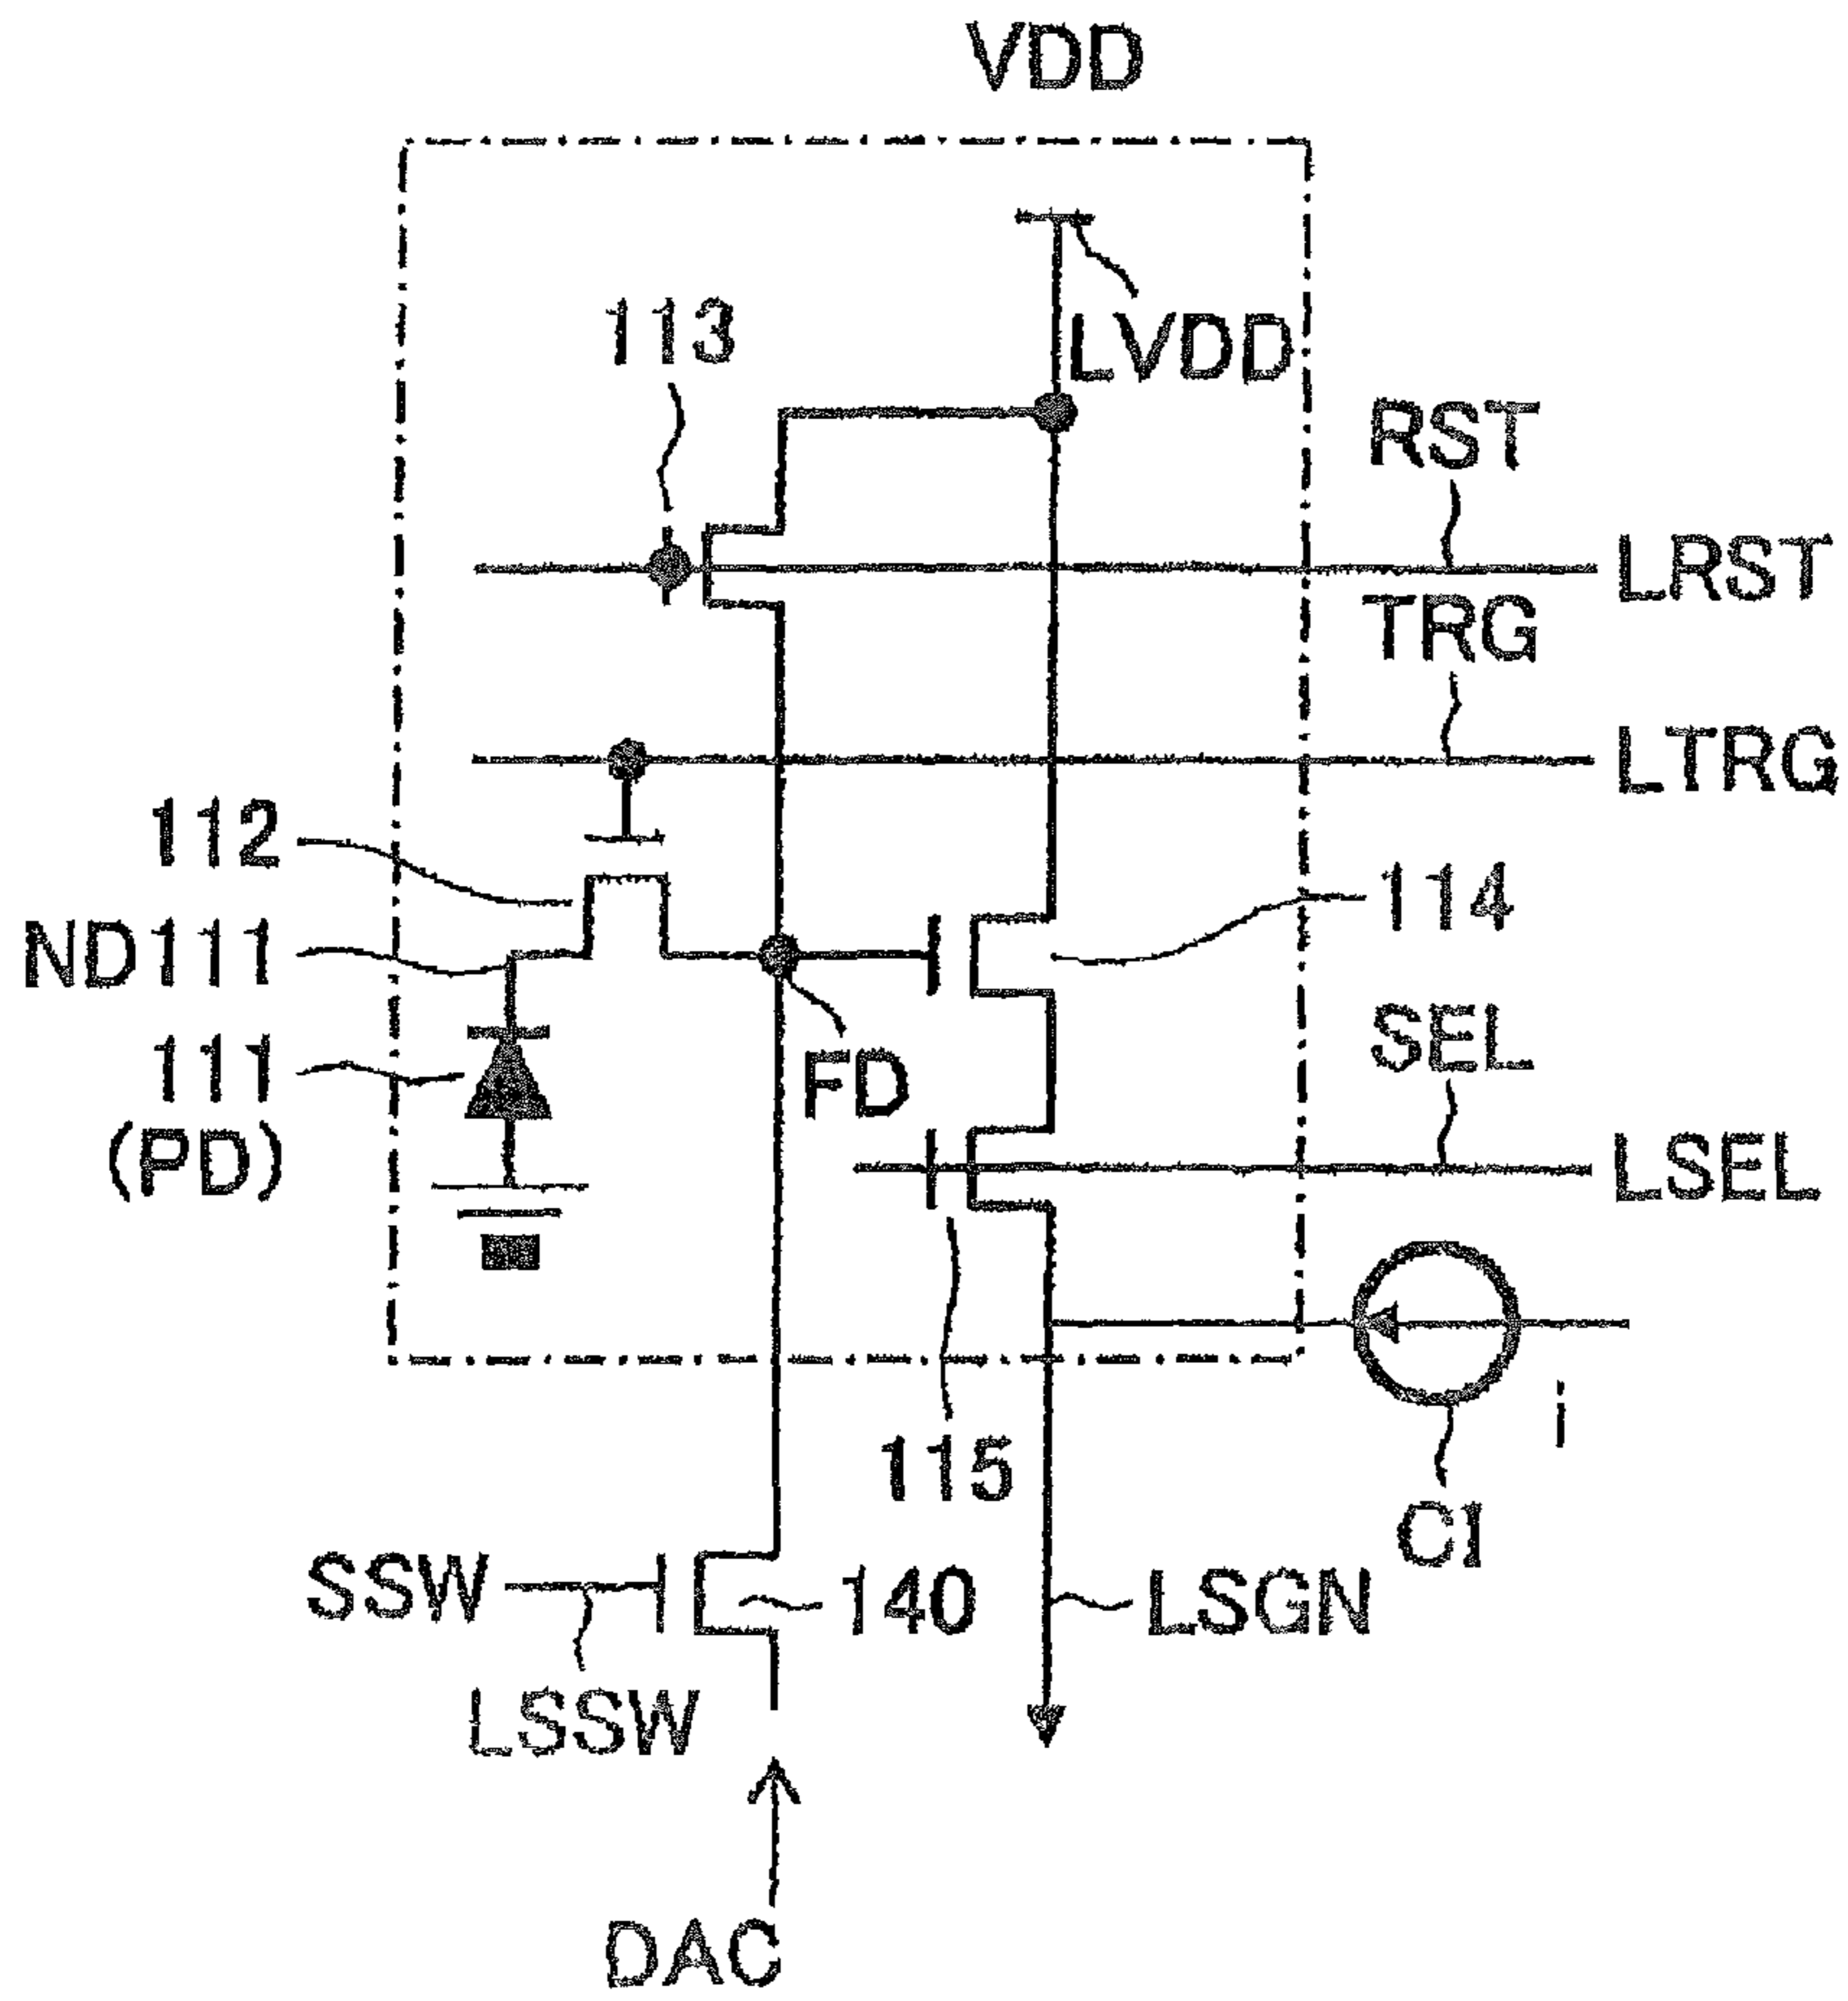 VDD
LVDD
113
RST
LRST
TRG
LTRG
112
114
ND111
SEL
111
(PD)
FD
LSEL
i
115
CI
SSW
140
LSGN
LSSW
DAC